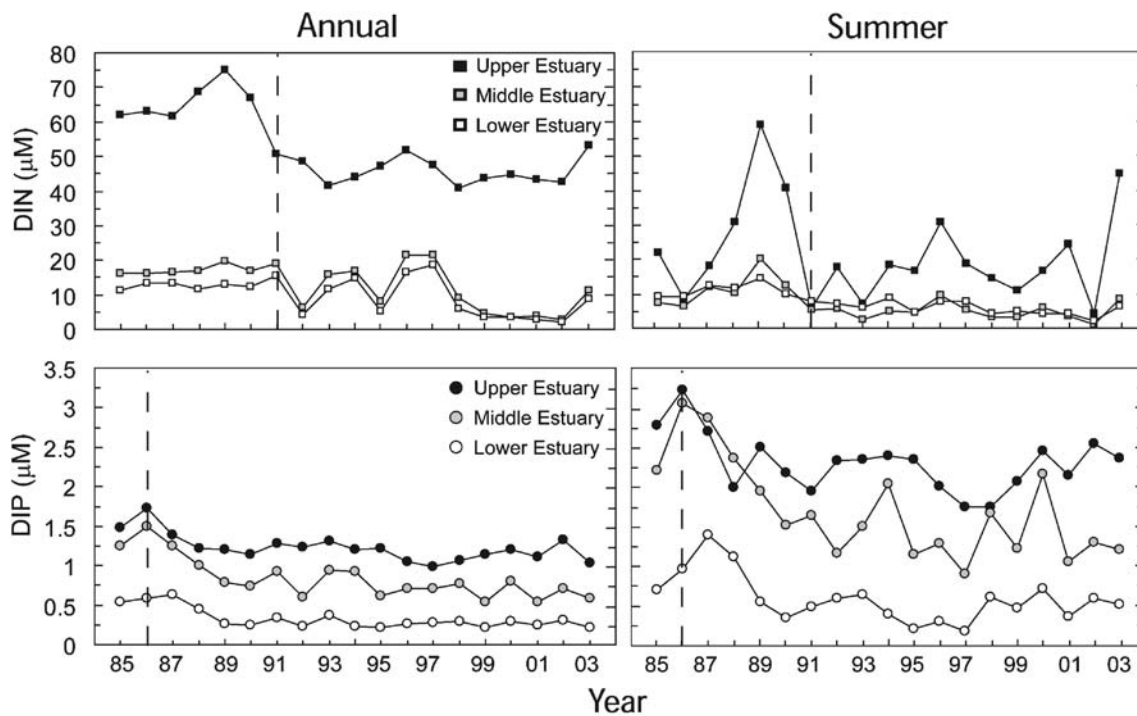 Annual
Summer
DIN (μM)
80
70
60
50
40
30
20
10
0
Upper Estuary
Middle Estuary
Lower Estuary
DIP (μM)
3.5
3
2.5
2
1.5
1
0.5
0
Upper Estuary
Middle Estuary
Lower Estuary
85 87 89 91 93 95 97 99 01 03
85 87 89 91 93 95 97 99 01 03
Year